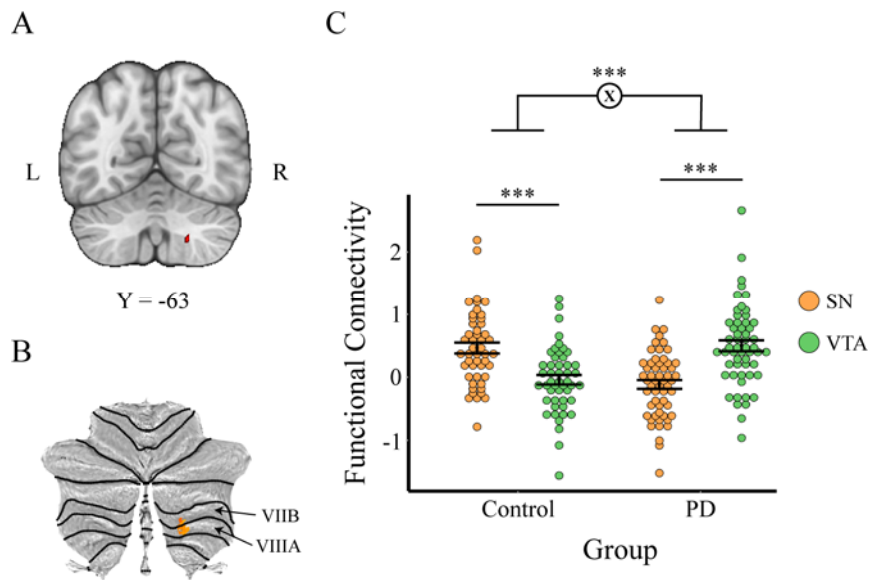 A
L
R
Y = -63
B
VIIB
VIIIA
C
***
X
***
***
Functional Connectivity
2
1
0
-1
Control
PD
Group
SN
VTA